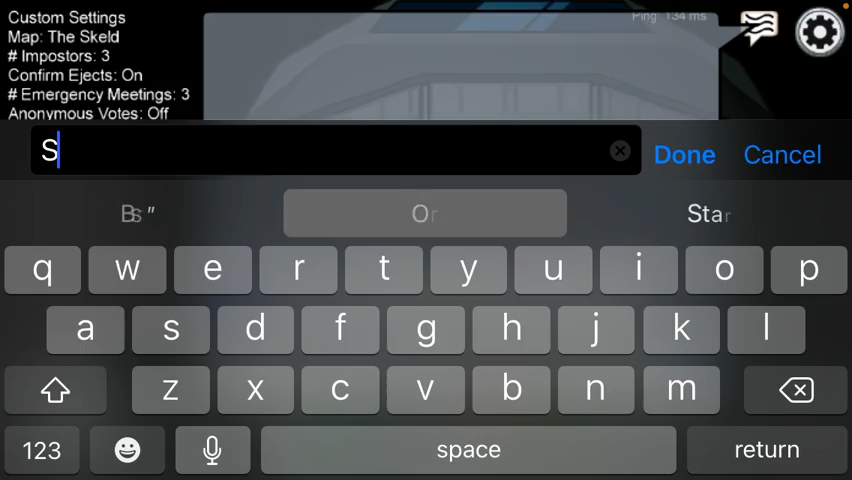 Custom Settings
Map: The Skeld
# Impostors: 3
Confirm Ejects: On
# Emergency Meetings: 3
Anonymous Votes: Off
Ping: 134 ms
S
Done
Cancel
q w e r t y u i o p
a s d f g h j k l
z x c v b n m
123
space
return